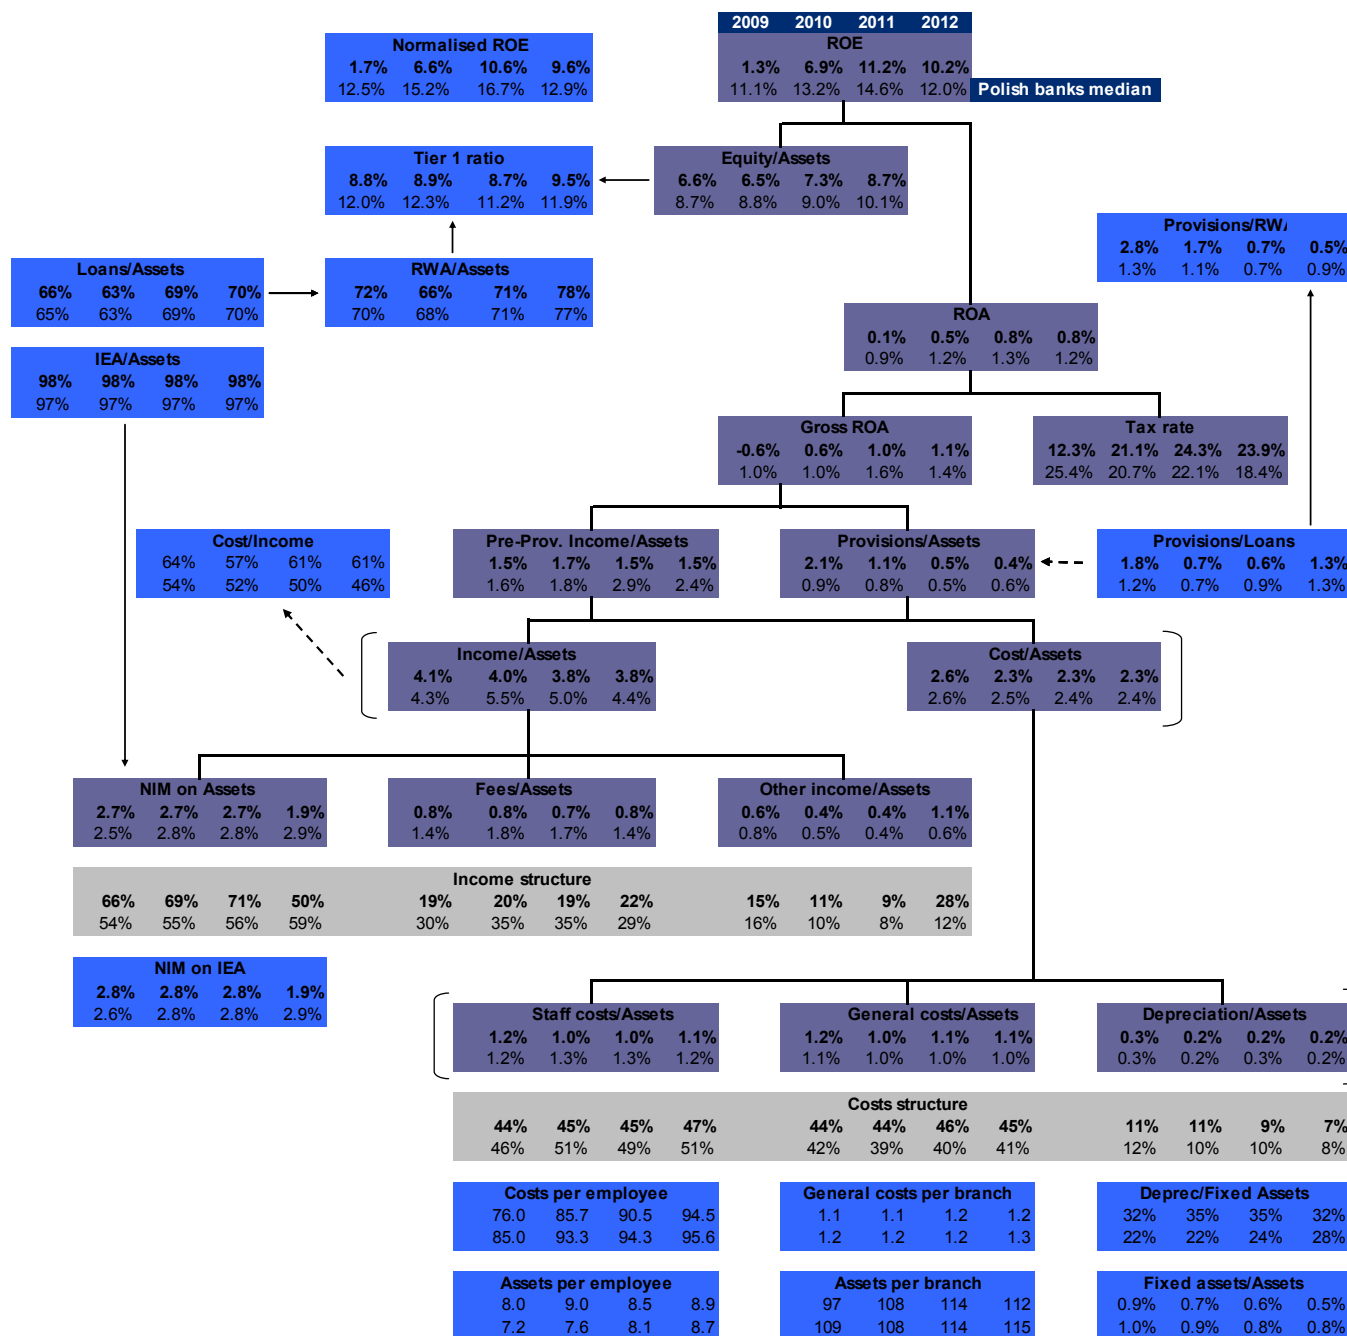 2009 2010 2011 2012
Normalised ROE
1.7% 6.6% 10.6% 9.6%
12.5% 15.2% 16.7% 12.9%
ROE
1.3% 6.9% 11.2% 10.2%
11.1% 13.2% 14.6% 12.0%
Polish banks median
Tier 1 ratio
8.8% 8.9% 8.7% 9.5%
12.0% 12.3% 11.2% 11.9%
Equity/Assets
6.6% 6.5% 7.3% 8.7%
8.7% 8.8% 9.0% 10.1%
Provisions/RW
2.8% 1.7% 0.7% 0.5%
1.3% 1.1% 0.7% 0.9%
Loans/Assets
66% 63% 69% 70%
65% 63% 69% 70%
RWA/Assets
72% 66% 71% 78%
70% 68% 71% 77%
ROA
0.1% 0.5% 0.8% 0.8%
0.9% 1.2% 1.3% 1.2%
IEA/Assets
98% 98% 98% 98%
97% 97% 97% 97%
Gross ROA
-0.6% 0.6% 1.0% 1.1%
1.0% 1.0% 1.6% 1.4%
Tax rate
12.3% 21.1% 24.3% 23.9%
25.4% 20.7% 22.1% 18.4%
Cost/Income
64% 57% 61% 61%
54% 52% 50% 46%
Pre-Prov. Income/Assets
1.5% 1.7% 1.5% 1.5%
1.6% 1.8% 2.9% 2.4%
Provisions/Assets
2.1% 1.1% 0.5% 0.4%
0.9% 0.8% 0.5% 0.6%
Provisions/Loans
1.8% 0.7% 0.6% 1.3%
1.2% 0.7% 0.9% 1.3%
Income/Assets
4.1% 4.0% 3.8% 3.8%
4.3% 5.5% 5.0% 4.4%
Cost/Assets
2.6% 2.3% 2.3% 2.3%
2.6% 2.5% 2.4% 2.4%
NIM on Assets
2.7% 2.7% 2.7% 1.9%
2.5% 2.8% 2.8% 2.9%
Fees/Assets
0.8% 0.8% 0.7% 0.8%
1.4% 1.8% 1.7% 1.4%
Other income/Assets
0.6% 0.4% 0.4% 1.1%
0.8% 0.5% 0.4% 0.6%
Income structure
66% 69% 71% 50% 19% 20% 19% 22% 15% 11% 9% 28%
54% 55% 56% 59% 30% 35% 35% 29% 16% 10% 8% 12%
NIM on IEA
2.8% 2.8% 2.8% 1.9%
2.6% 2.8% 2.8% 2.9%
Staff costs/Assets
1.2% 1.0% 1.0% 1.1%
1.2% 1.3% 1.3% 1.2%
General costs/Assets
1.2% 1.0% 1.1% 1.1%
1.1% 1.0% 1.0% 1.0%
Depreciation/Assets
0.3% 0.2% 0.2% 0.2%
0.3% 0.2% 0.3% 0.2%
Costs structure
44% 45% 45% 47% 44% 44% 46% 45% 11% 11% 9% 7%
46% 51% 49% 51% 42% 39% 40% 41% 12% 10% 10% 8%
Costs per employee
76.0 85.7 90.5 94.5
85.0 93.3 94.3 95.6
General costs per branch
1.1 1.1 1.2 1.2
1.2 1.2 1.2 1.3
Deprec/Fixed Assets
32% 35% 35% 32%
22% 22% 24% 28%
Assets per employee
8.0 9.0 8.5 8.9
7.2 7.6 8.1 8.7
Assets per branch
97 108 114 112
109 108 114 115
Fixed assets/Assets
0.9% 0.7% 0.6% 0.5%
1.0% 0.9% 0.8% 0.8%